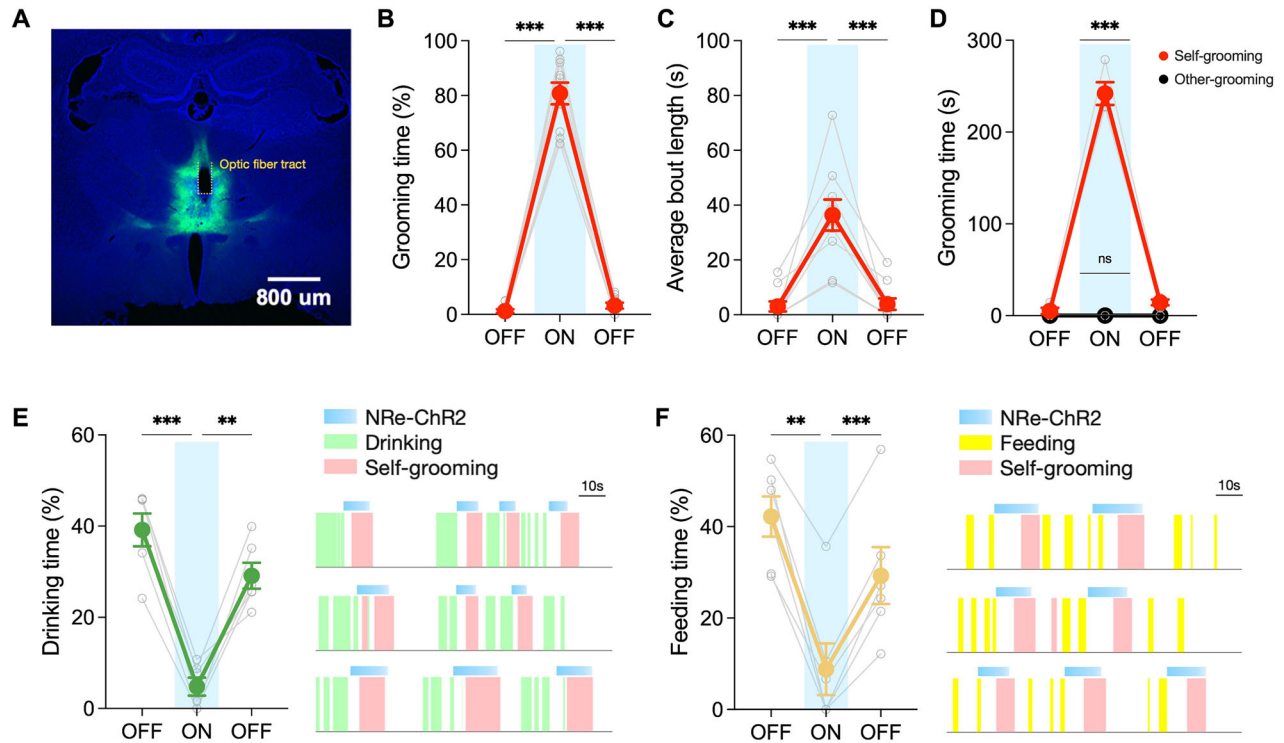 A
Optic fiber tract
800 um
B
*** ***
Grooming time (%)
100
80
60
40
20
0
OFF ON OFF
C
*** ***
Average bout length (s)
100
80
60
40
20
0
OFF ON OFF
D
***
Grooming time (s)
300
200
100
0
ns
OFF ON OFF
Self-grooming
Other-grooming
E
*** **
Drinking time (%)
60
40
20
0
OFF ON OFF
NRe-ChR2
Drinking
Self-grooming
10s
F
** ***
Feeding time (%)
60
40
20
0
OFF ON OFF
NRe-ChR2
Feeding
Self-grooming
10s